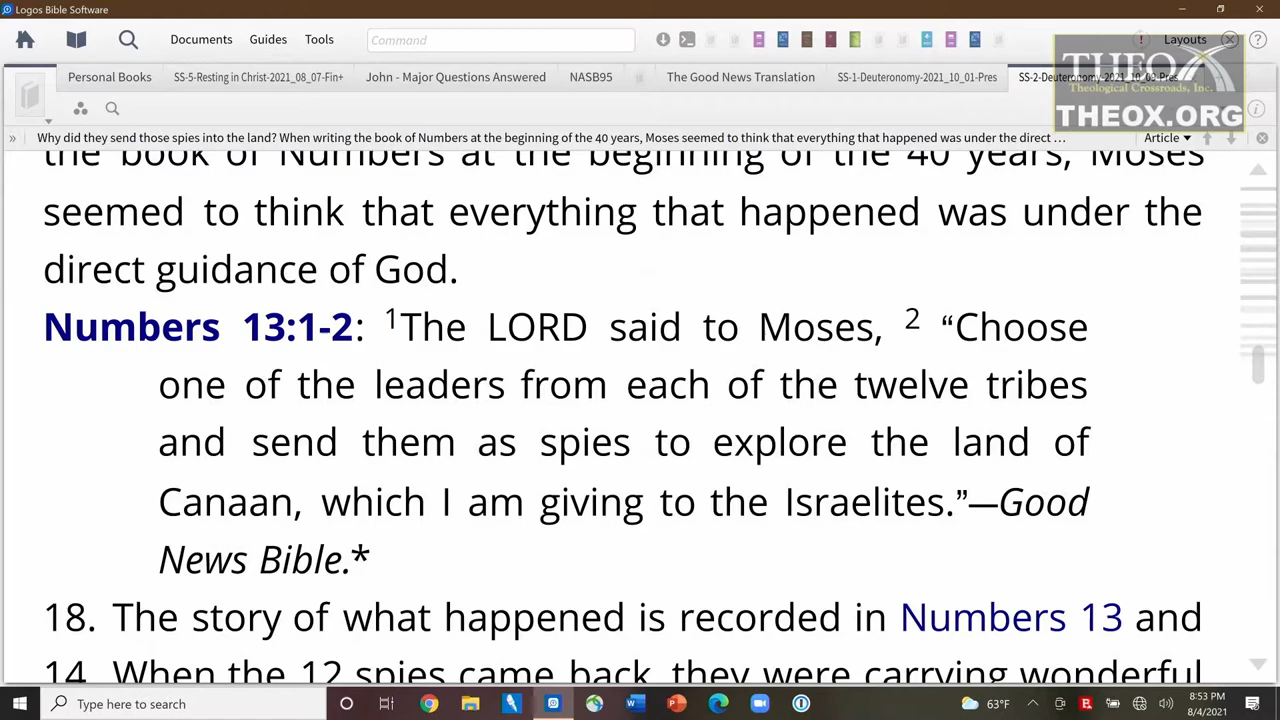 Logos Bible Software
Documents Guides Tools Command Layouts
Personal Books SS-5-Resting in Christ-2021_08_07-Fin+ John - Major Questions Answered NASB95 The Good News Translation SS-1-Deuteronomy-2021_10_01-Pres
THEOX
Theological Crossroads, Inc.
THEOX.ORG
Why did they send those spies into the land? When writing the book of Numbers at the beginning of the 40 years, Moses seemed to think that everything that happened was under the direct ... Article
the book of Numbers at the beginning of the 40 years, Moses
seemed to think that everything that happened was under the
direct guidance of God.
Numbers 13:1-2: 1The LORD said to Moses, 2 “Choose
one of the leaders from each of the twelve tribes
and send them as spies to explore the land of
Canaan, which I am giving to the Israelites.”—Good
News Bible.*
18. The story of what happened is recorded in Numbers 13 and
14. When the 12 spies came back, they were carrying wonderful
Type here to search 63°F 8:53 PM
8/4/2021